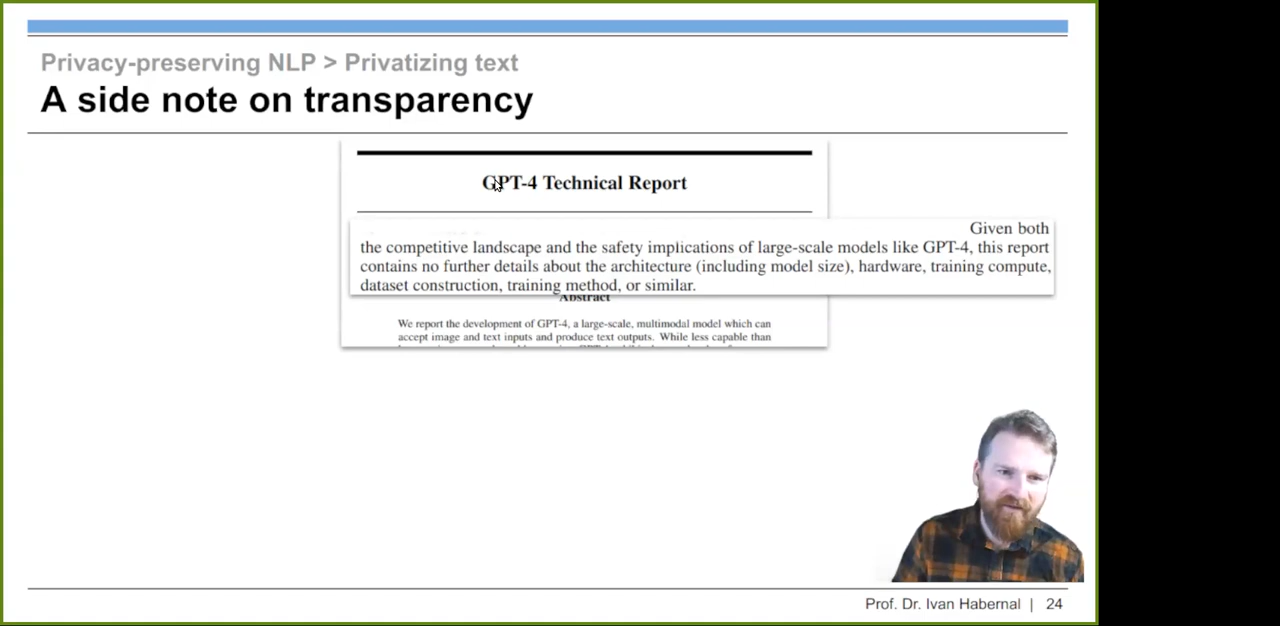 Privacy-preserving NLP > Privatizing text
A side note on transparency
GPT-4 Technical Report
Given both
the competitive landscape and the safety implications of large-scale models like GPT-4, this report
contains no further details about the architecture (including model size), hardware, training compute,
dataset construction, training method, or similar.
Abstract
We report the development of GPT-4, a large-scale, multimodal model which can
accept image and text inputs and produce text outputs. While less capable than
Prof. Dr. Ivan Habernal | 24